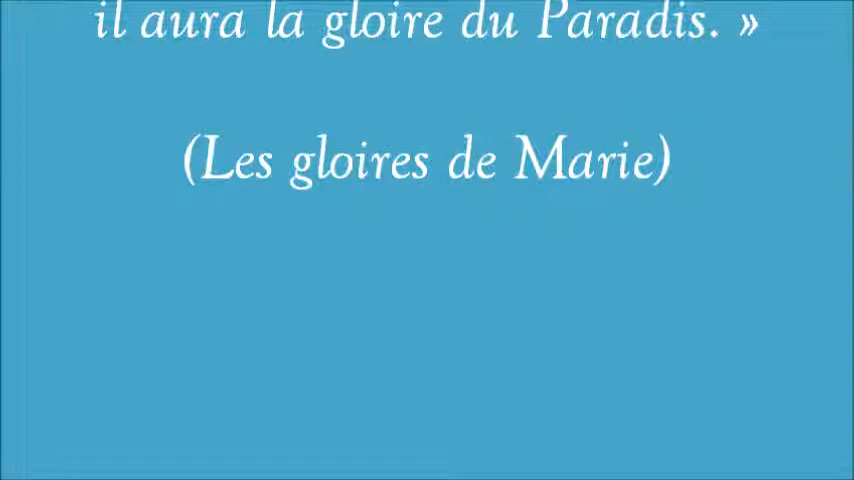 il aura la gloire du Paradis. »
(Les gloires de Marie)